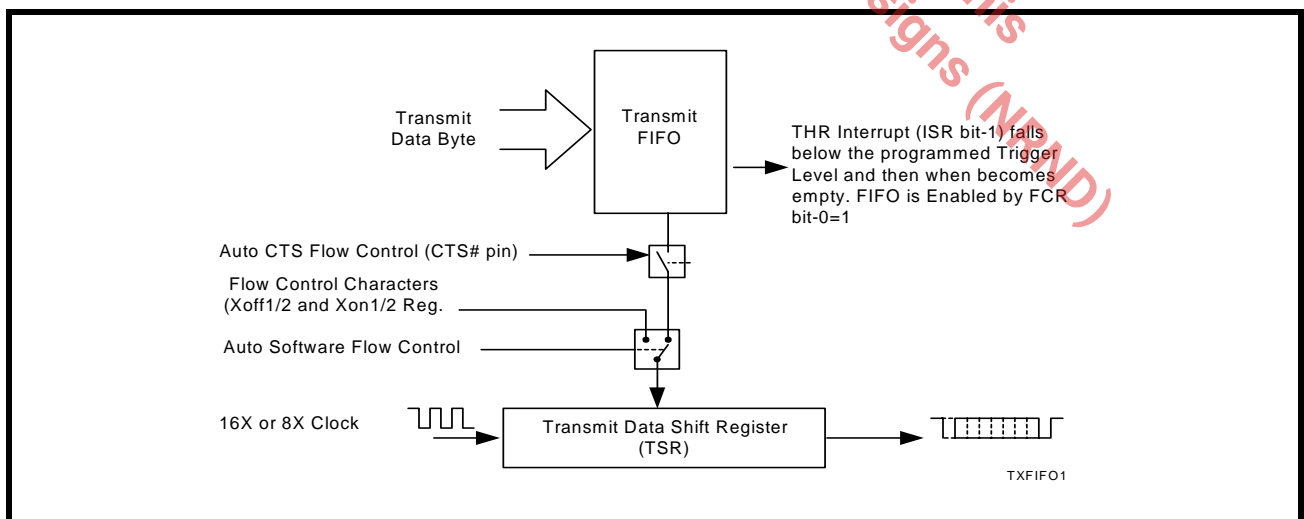 his
signs (NRND)
Transmit
Data Byte
Transmit
FIFO
THR Interrupt (ISR bit-1) falls
below the programmed Trigger
Level and then when becomes
empty. FIFO is Enabled by FCR
bit-0=1
Auto CTS Flow Control (CTS# pin)
Flow Control Characters
(Xoff1/2 and Xon1/2 Reg.
Auto Software Flow Control
16X or 8X Clock
Transmit Data Shift Register
(TSR)
TXFIFO1